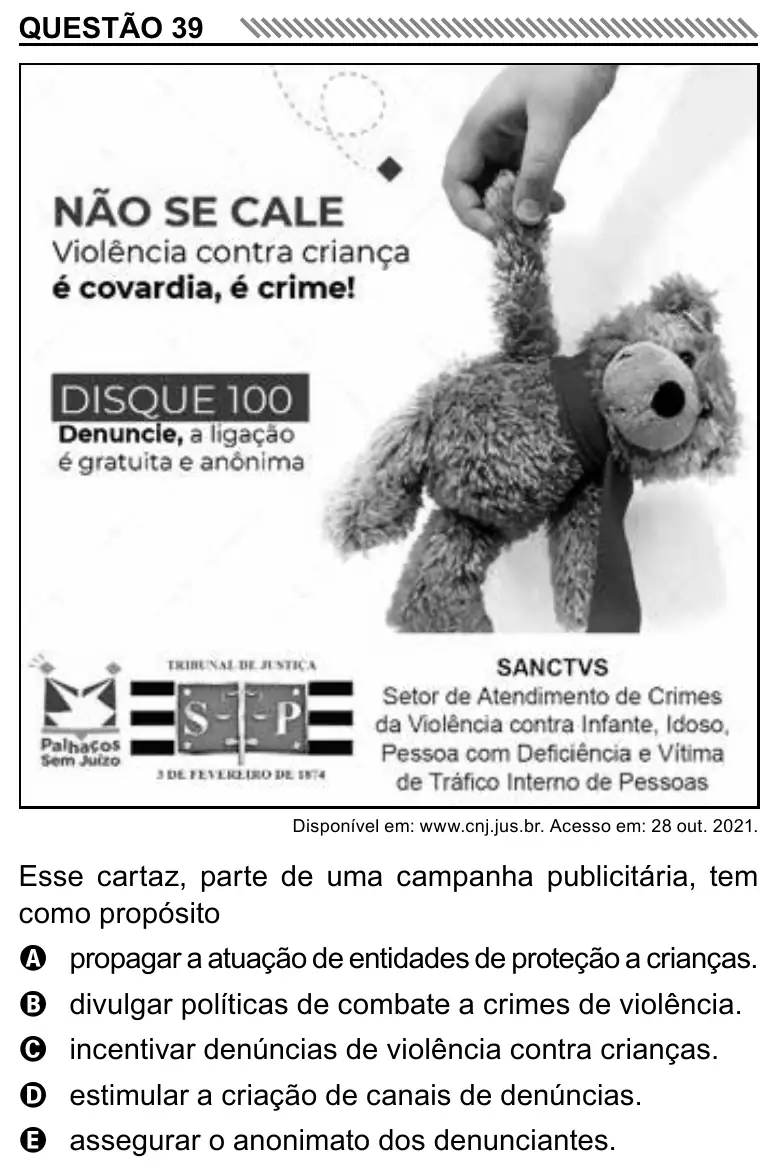 QUESTÃO 39
NÃO SE CALE
Violência contra criança
é covardia, é crime!
DISQUE 100
Denuncie, a ligação
é gratuita e anônima
Palhaços
Sem Juízo
TRIBUNAL DE JUSTIÇA
S P
3 DE FEVEREIRO DE 1874
SANCTVS
Setor de Atendimento de Crimes
da Violência contra Infante, Idoso,
Pessoa com Deficiência e Vítima
de Tráfico Interno de Pessoas
Disponível em: www.cnj.jus.br. Acesso em: 28 out. 2021.
Esse cartaz, parte de uma campanha publicitária, tem
como propósito
A propagar a atuação de entidades de proteção a crianças.
B divulgar políticas de combate a crimes de violência.
C incentivar denúncias de violência contra crianças.
D estimular a criação de canais de denúncias.
E assegurar o anonimato dos denunciantes.